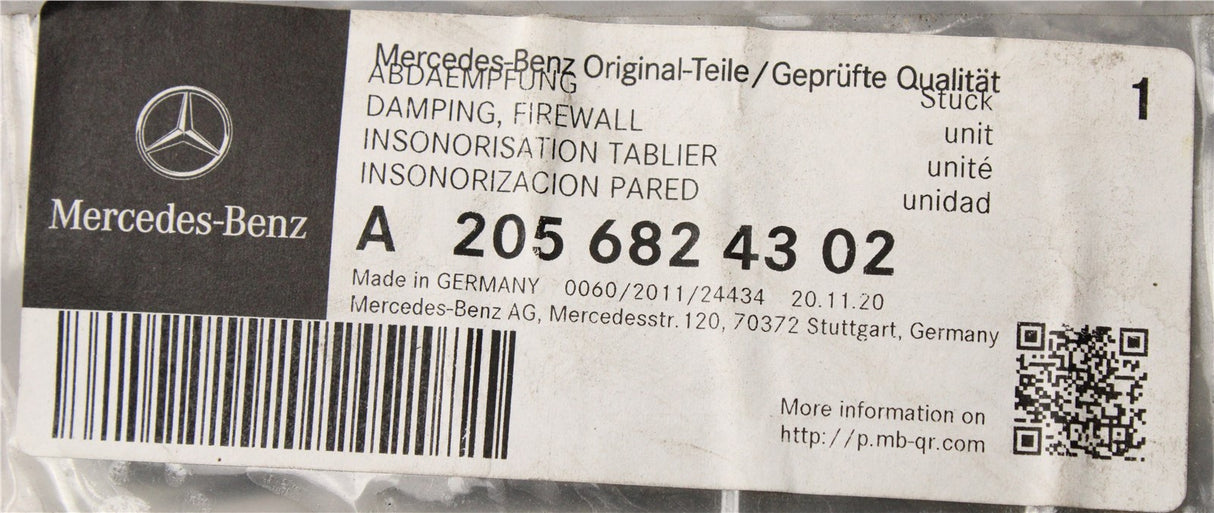 Mercedes-Benz
Mercedes-Benz Original-Teile/Geprüfte Qualität
ABDAEMPFUNG
DAMPING, FIREWALL
INSONORISATION TABLIER
INSONORIZACION PARED
Stück
unit
unité
unidad
1
A 205 682 43 02
Made in GERMANY 0060/2011/24434 20.11.20
Mercedes-Benz AG, Mercedesstr. 120, 70372 Stuttgart, Germany
More information on
http://p.mb-qr.com